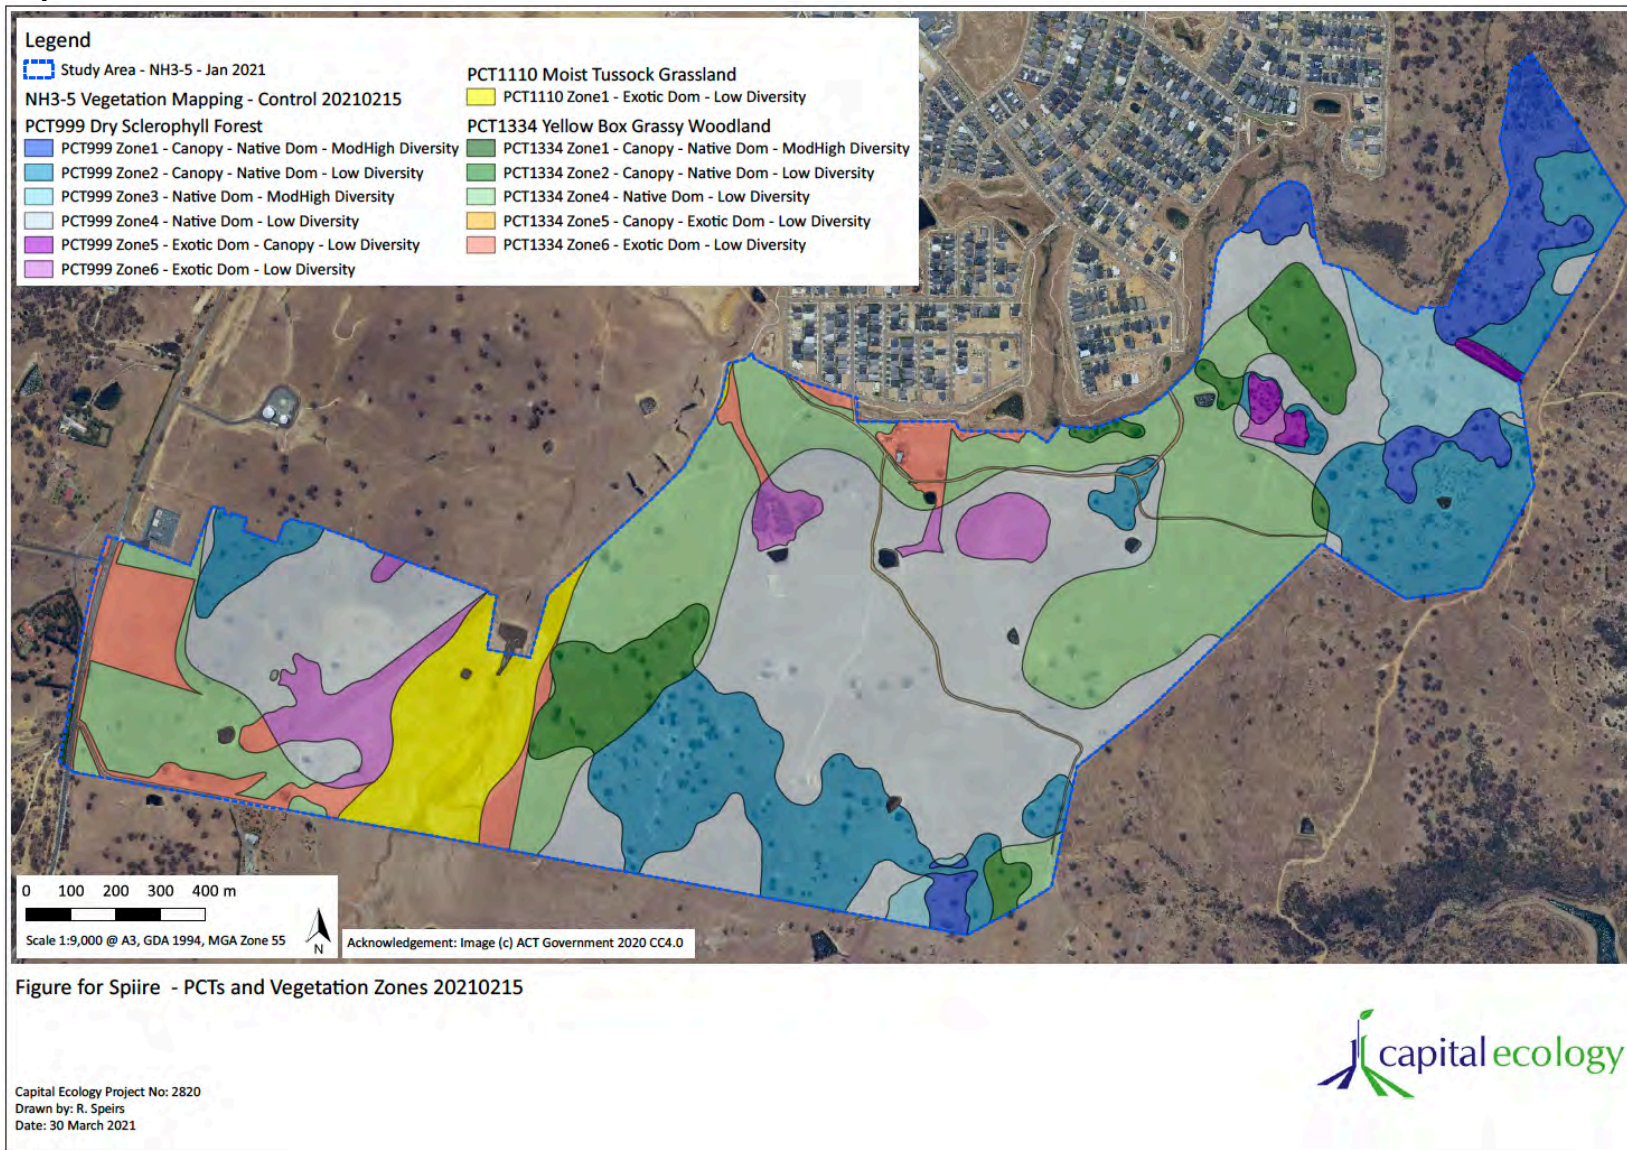 Legend
Study Area - NH3-5 - Jan 2021
NH3-5 Vegetation Mapping - Control 20210215
PCT999 Dry Sclerophyll Forest
PCT999 Zone1 - Canopy - Native Dom - ModHigh Diversity
PCT999 Zone2 - Canopy - Native Dom - Low Diversity
PCT999 Zone3 - Native Dom - ModHigh Diversity
PCT999 Zone4 - Native Dom - Low Diversity
PCT999 Zone5 - Exotic Dom - Canopy - Low Diversity
PCT999 Zone6 - Exotic Dom - Low Diversity
PCT1110 Moist Tussock Grassland
PCT1110 Zone1 - Exotic Dom - Low Diversity
PCT1334 Yellow Box Grassy Woodland
PCT1334 Zone1 - Canopy - Native Dom - ModHigh Diversity
PCT1334 Zone2 - Canopy - Native Dom - Low Diversity
PCT1334 Zone4 - Native Dom - Low Diversity
PCT1334 Zone5 - Canopy - Exotic Dom - Low Diversity
PCT1334 Zone6 - Exotic Dom - Low Diversity
0 100 200 300 400 m
Scale 1:9,000 @ A3, GDA 1994, MGA Zone 55
N
Acknowledgement: Image (c) ACT Government 2020 CC4.0
Figure for Spiire - PCTs and Vegetation Zones 20210215
capital ecology
Capital Ecology Project No: 2820
Drawn by: R. Speirs
Date: 30 March 2021